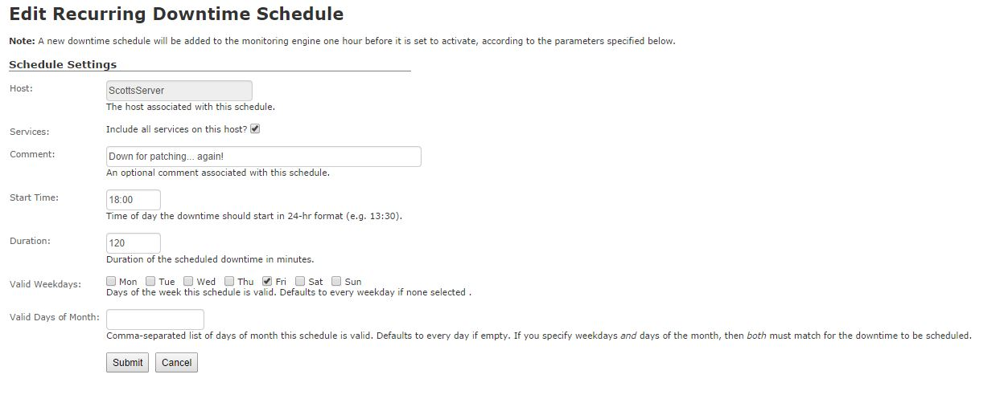 Edit Recurring Downtime Schedule
Note: A new downtime schedule will be added to the monitoring engine one hour before it is set to activate, according to the parameters specified below.
Schedule Settings
Host: ScottsServer
The host associated with this schedule.
Services: Include all services on this host?
Comment: Down for patching... again!
An optional comment associated with this schedule.
Start Time: 18:00
Time of day the downtime should start in 24-hr format (e.g. 13:30).
Duration: 120
Duration of the scheduled downtime in minutes.
Valid Weekdays: Mon Tue Wed Thu Fri Sat Sun
Days of the week this schedule is valid. Defaults to every weekday if none selected .
Valid Days of Month:
Comma-separated list of days of month this schedule is valid. Defaults to every day if empty. If you specify weekdays and days of the month, then both must match for the downtime to be scheduled.
Submit Cancel